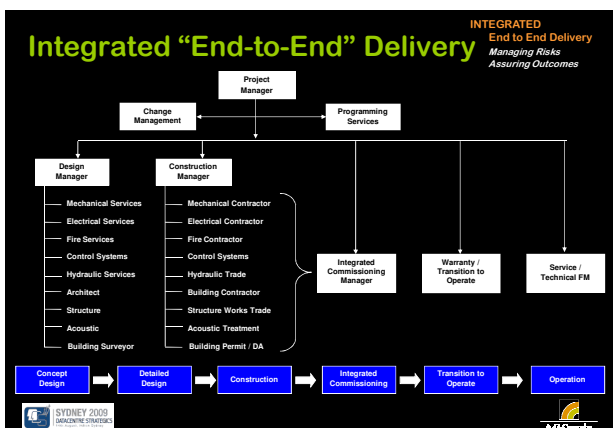 INTEGRATED
End to End Delivery
Managing Risks
Assuring Outcomes
Integrated “End-to-End” Delivery
Project
Manager
Change
Management
Programming
Services
Design
Manager
Construction
Manager
Mechanical Services
Electrical Services
Fire Services
Control Systems
Hydraulic Services
Architect
Structure
Acoustic
Building Surveyor
Mechanical Contractor
Electrical Contractor
Fire Contractor
Control Systems
Hydraulic Trade
Building Contractor
Structure Works Trade
Acoustic Treatment
Building Permit / DA
Integrated
Commissioning
Manager
Warranty /
Transition to
Operate
Service /
Technical FM
Concept
Design
Detailed
Design
Construction
Integrated
Commissioning
Transition to
Operate
Operation
SYDNEY 2009
DATACENTRE STRATEGICS